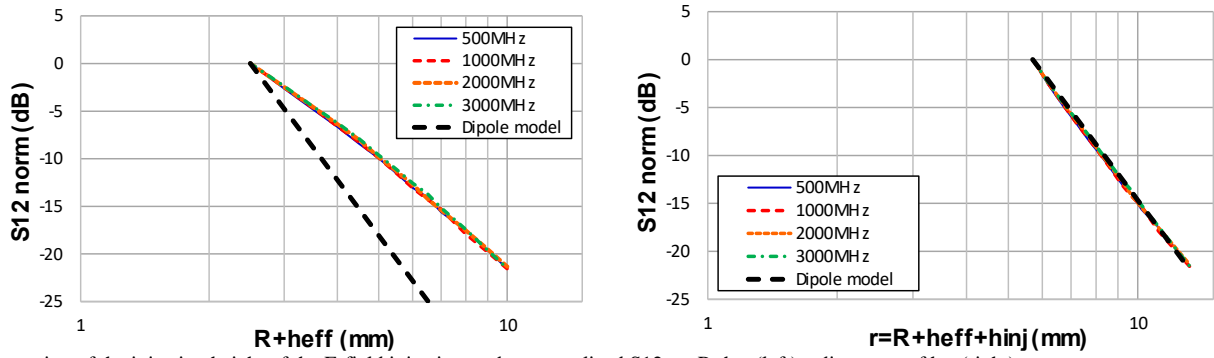 5
0
-5
-10
-15
-20
-25
S12 norm (dB)
1
10
R+heff (mm)
500MHz
1000MHz
2000MHz
3000MHz
Dipole model
5
0
-5
-10
-15
-20
-25
S12 norm (dB)
1
10
r=R+heff+hinj (mm)
500MHz
1000MHz
2000MHz
3000MHz
Dipole model